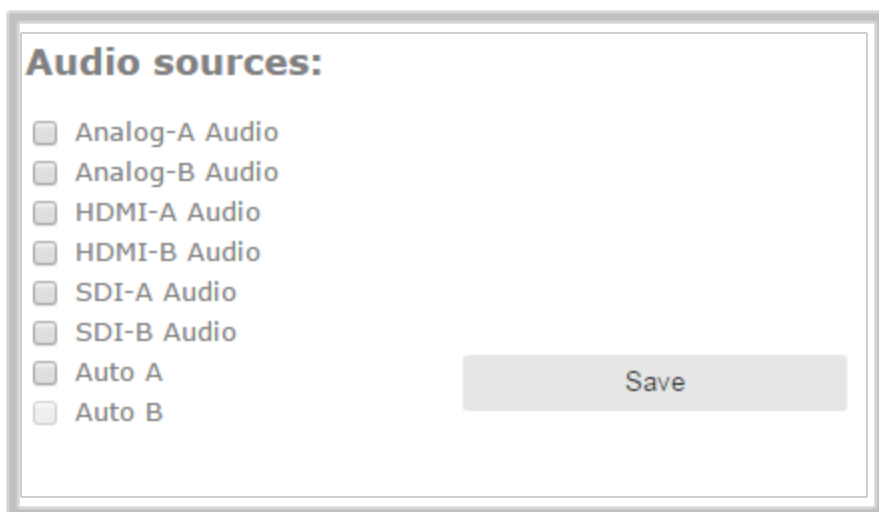 Audio sources:
Analog-A Audio
Analog-B Audio
HDMI-A Audio
HDMI-B Audio
SDI-A Audio
SDI-B Audio
Auto A
Save
Auto B